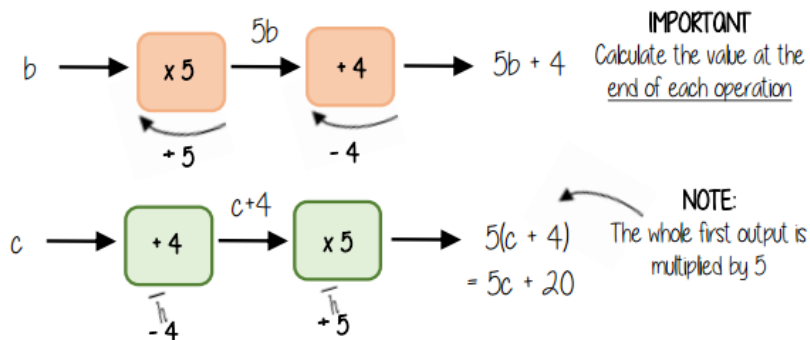 IMPORTANT
Calculate the value at the
end of each operation
b x 5 5b + 4 5b + 4
÷ 5 - 4
NOTE:
The whole first output is
multiplied by 5
c + 4 c+4 x 5 5(c + 4)
= 5c + 20
- 4 ÷ 5